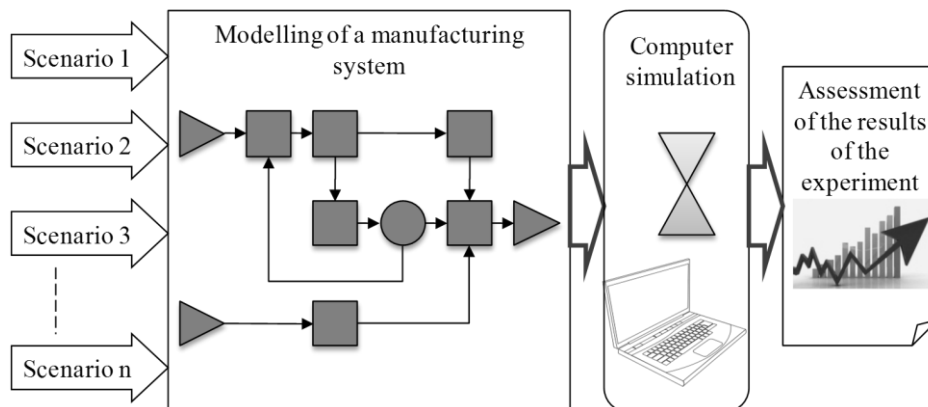 Scenario 1
Scenario 2
Scenario 3
Scenario n
Modelling of a manufacturing
system
Computer
simulation
Assessment
of the results
of the
experiment